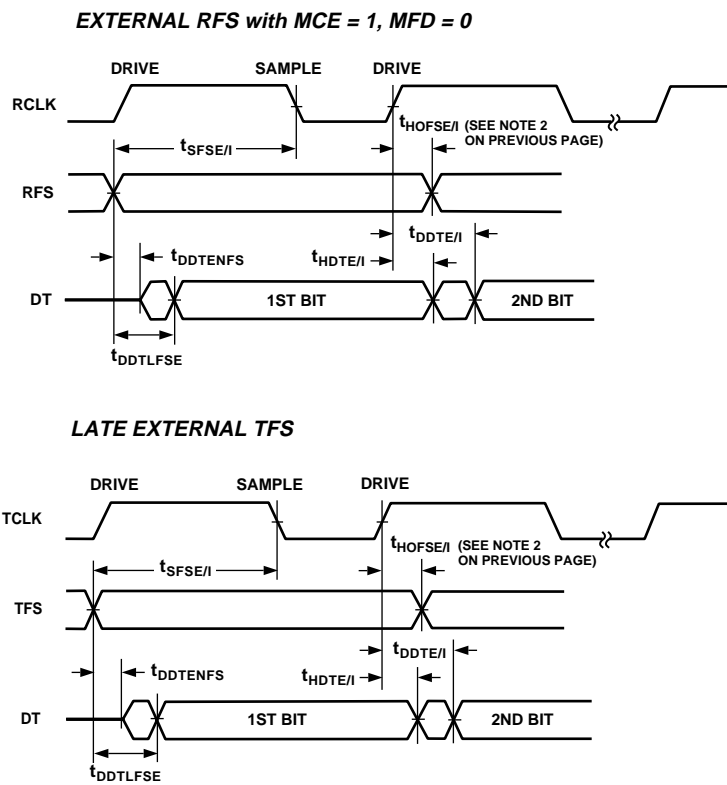 EXTERNAL RFS with MCE = 1, MFD = 0
DRIVE SAMPLE DRIVE
RCLK
tHOFSE/I (SEE NOTE 2
ON PREVIOUS PAGE)
tSFSE/I
RFS
tDDTE/I
tDDTENFS
tHDTE/I
DT 1ST BIT 2ND BIT
tDDTLFSE
LATE EXTERNAL TFS
DRIVE SAMPLE DRIVE
TCLK
tHOFSE/I (SEE NOTE 2
ON PREVIOUS PAGE)
tSFSE/I
TFS
tDDTE/I
tDDTENFS
tHDTE/I
DT 1ST BIT 2ND BIT
tDDTLFSE